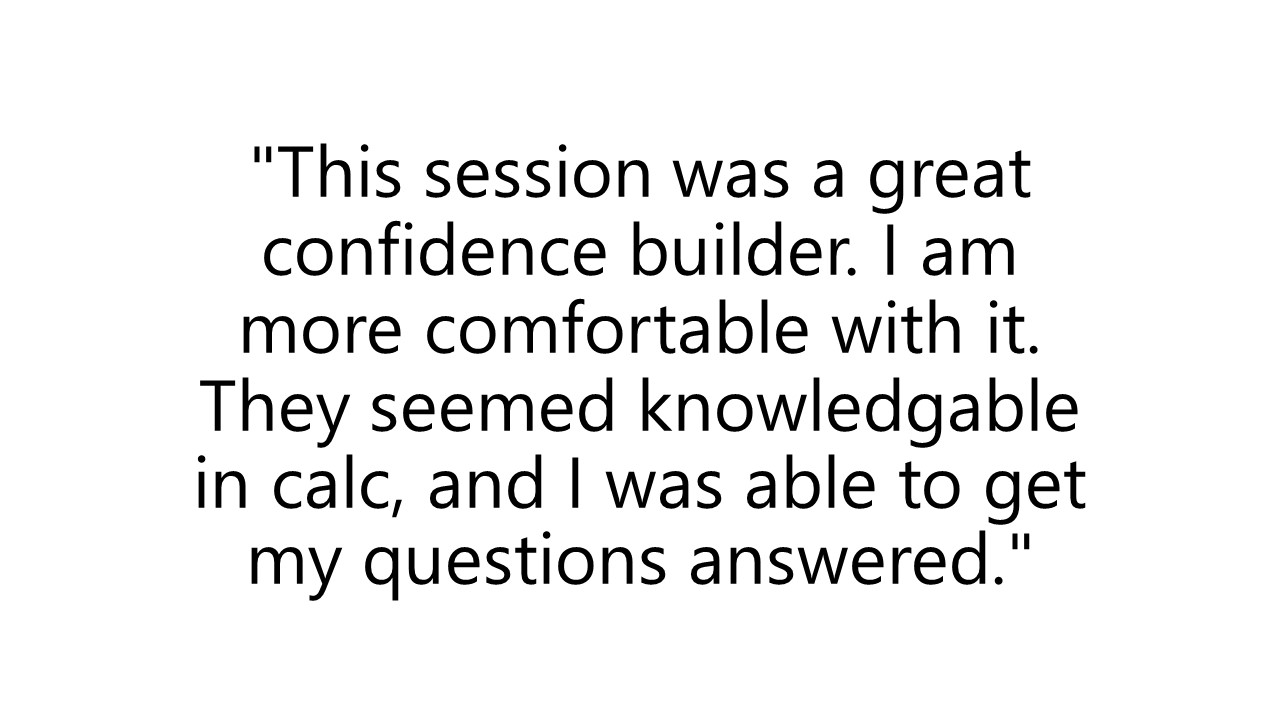 "This session was a great
confidence builder. I am
more comfortable with it.
They seemed knowledgable
in calc, and I was able to get
my questions answered."